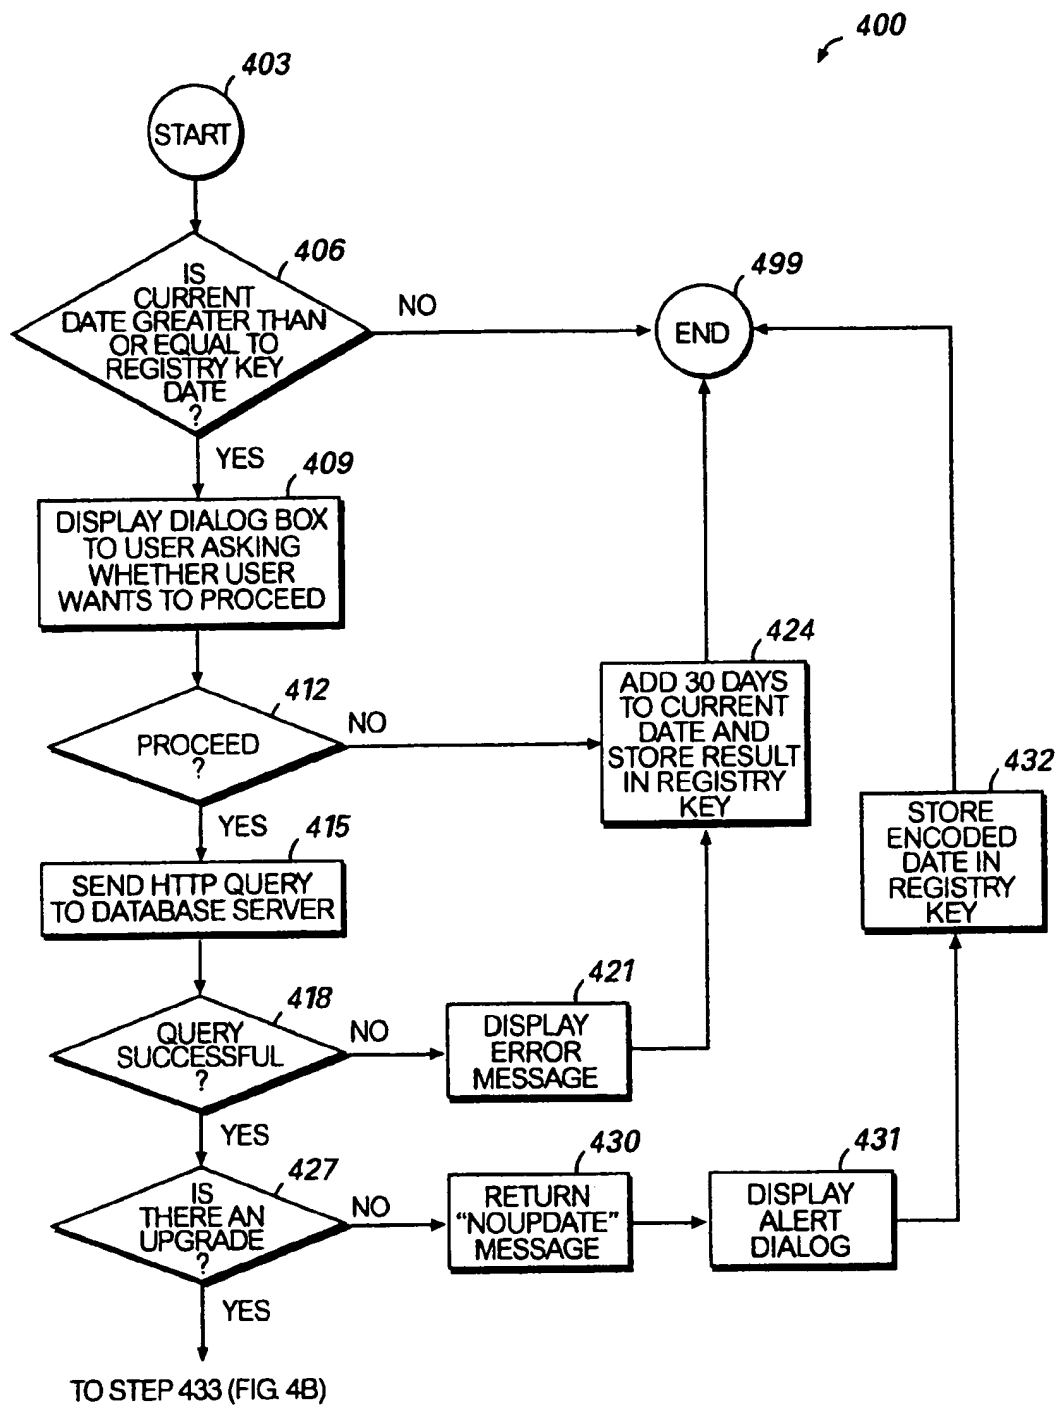 400
403
START
406
IS
CURRENT
DATE GREATER THAN
OR EQUAL TO
REGISTRY KEY
DATE
?
NO
499
END
YES
409
DISPLAY DIALOG BOX
TO USER ASKING
WHETHER USER
WANTS TO PROCEED
412
PROCEED
?
NO
424
ADD 30 DAYS
TO CURRENT
DATE AND
STORE RESULT
IN REGISTRY
KEY
432
STORE
ENCODED
DATE IN
REGISTRY
KEY
YES
415
SEND HTTP QUERY
TO DATABASE SERVER
418
QUERY
SUCCESSFUL
?
NO
421
DISPLAY
ERROR
MESSAGE
YES
427
IS
THERE AN
UPGRADE
?
NO
430
RETURN
“NOUPDATE”
MESSAGE
431
DISPLAY
ALERT
DIALOG
YES
TO STEP 433 (FIG. 4B)